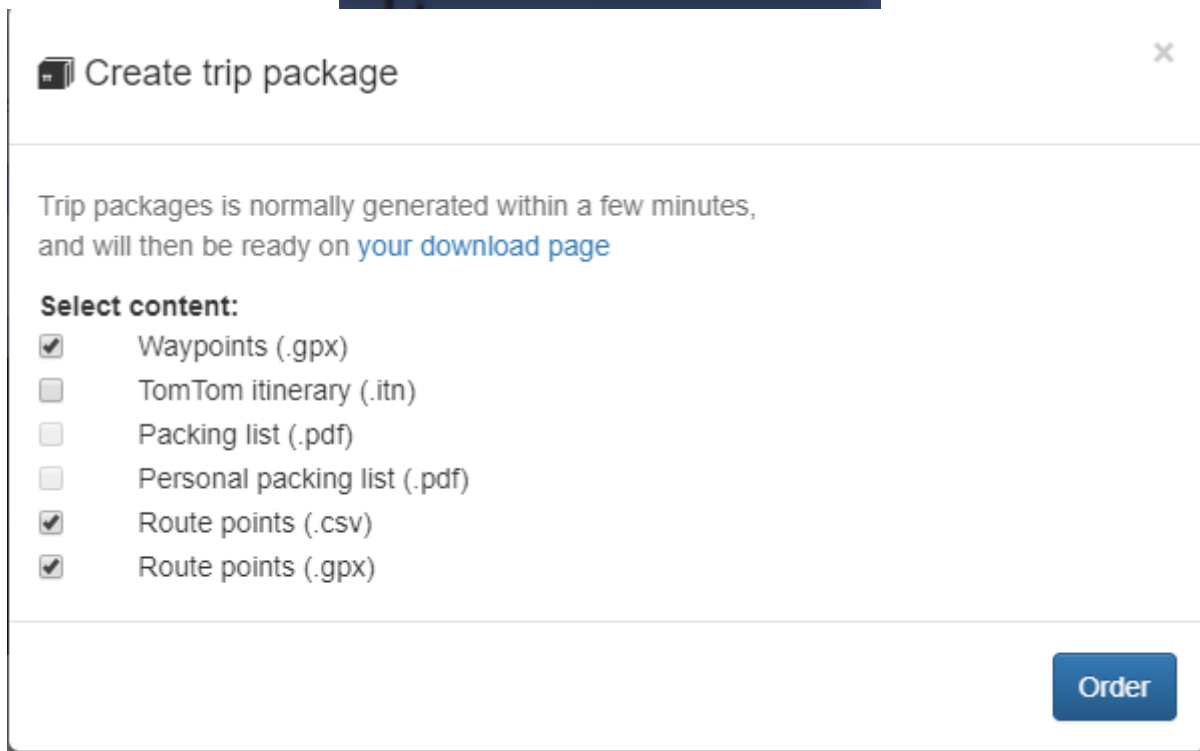 Create trip package
×
Trip packages is normally generated within a few minutes,
and will then be ready on your download page
Select content:
Waypoints (.gpx)
TomTom itinerary (.itn)
Packing list (.pdf)
Personal packing list (.pdf)
Route points (.csv)
Route points (.gpx)
Order